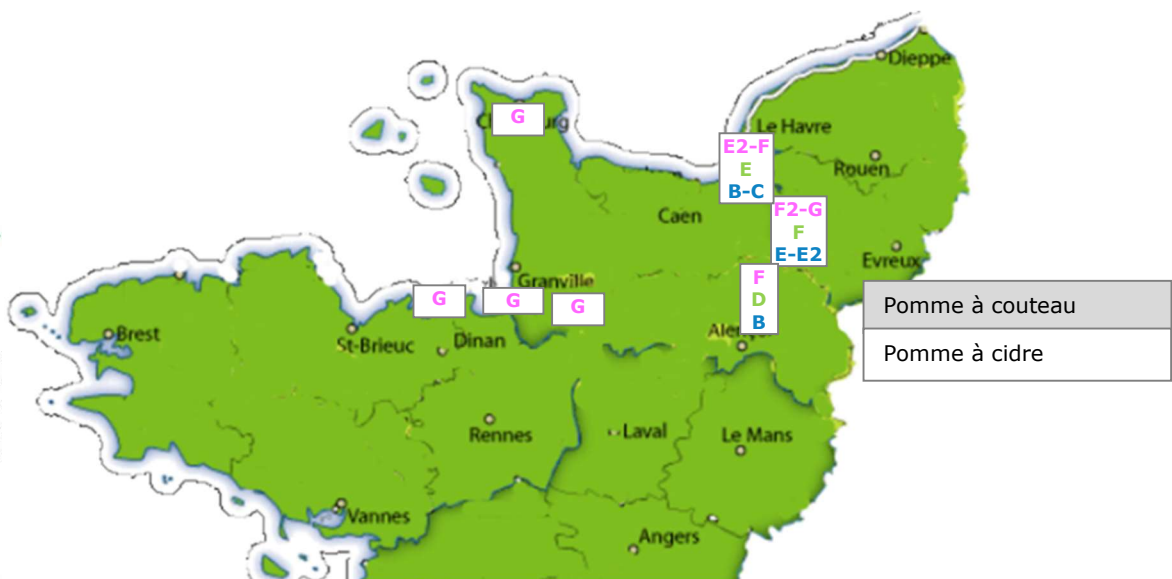 Dieppe
Le Havre
G
E2-F
E
B-C
Rouen
F2-G
F
E-E2
Caen
Evreux
Granville
F
D
B
G
G
G
Pomme à couteau
Pomme à cidre
Brest
St-Brieuc
Dinan
Rennes
Laval
Le Mans
Vannes
Angers